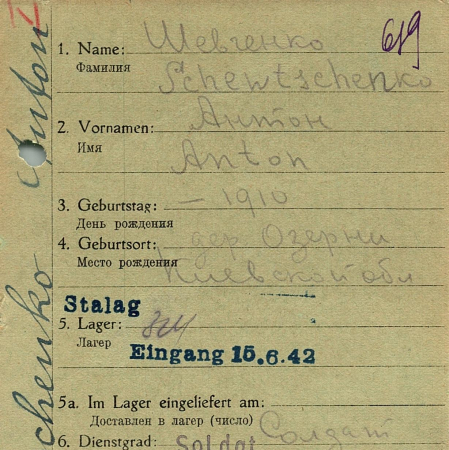 1. Name: Шевченко 619
Фамилия Schewtschenko
2. Vornamen: Антон
Имя Anton
3. Geburtstag: — 1910
День рождения
4. Geburtsort: дер Озерни
Место рождения Киевской обл
Stalag
5. Lager:
Лагер
Eingang 15.6.42
5a. Im Lager eingeliefert am:
Доставлен в лагер (число)
6. Dienstgrad: Soldat Солдат
chenko Anton